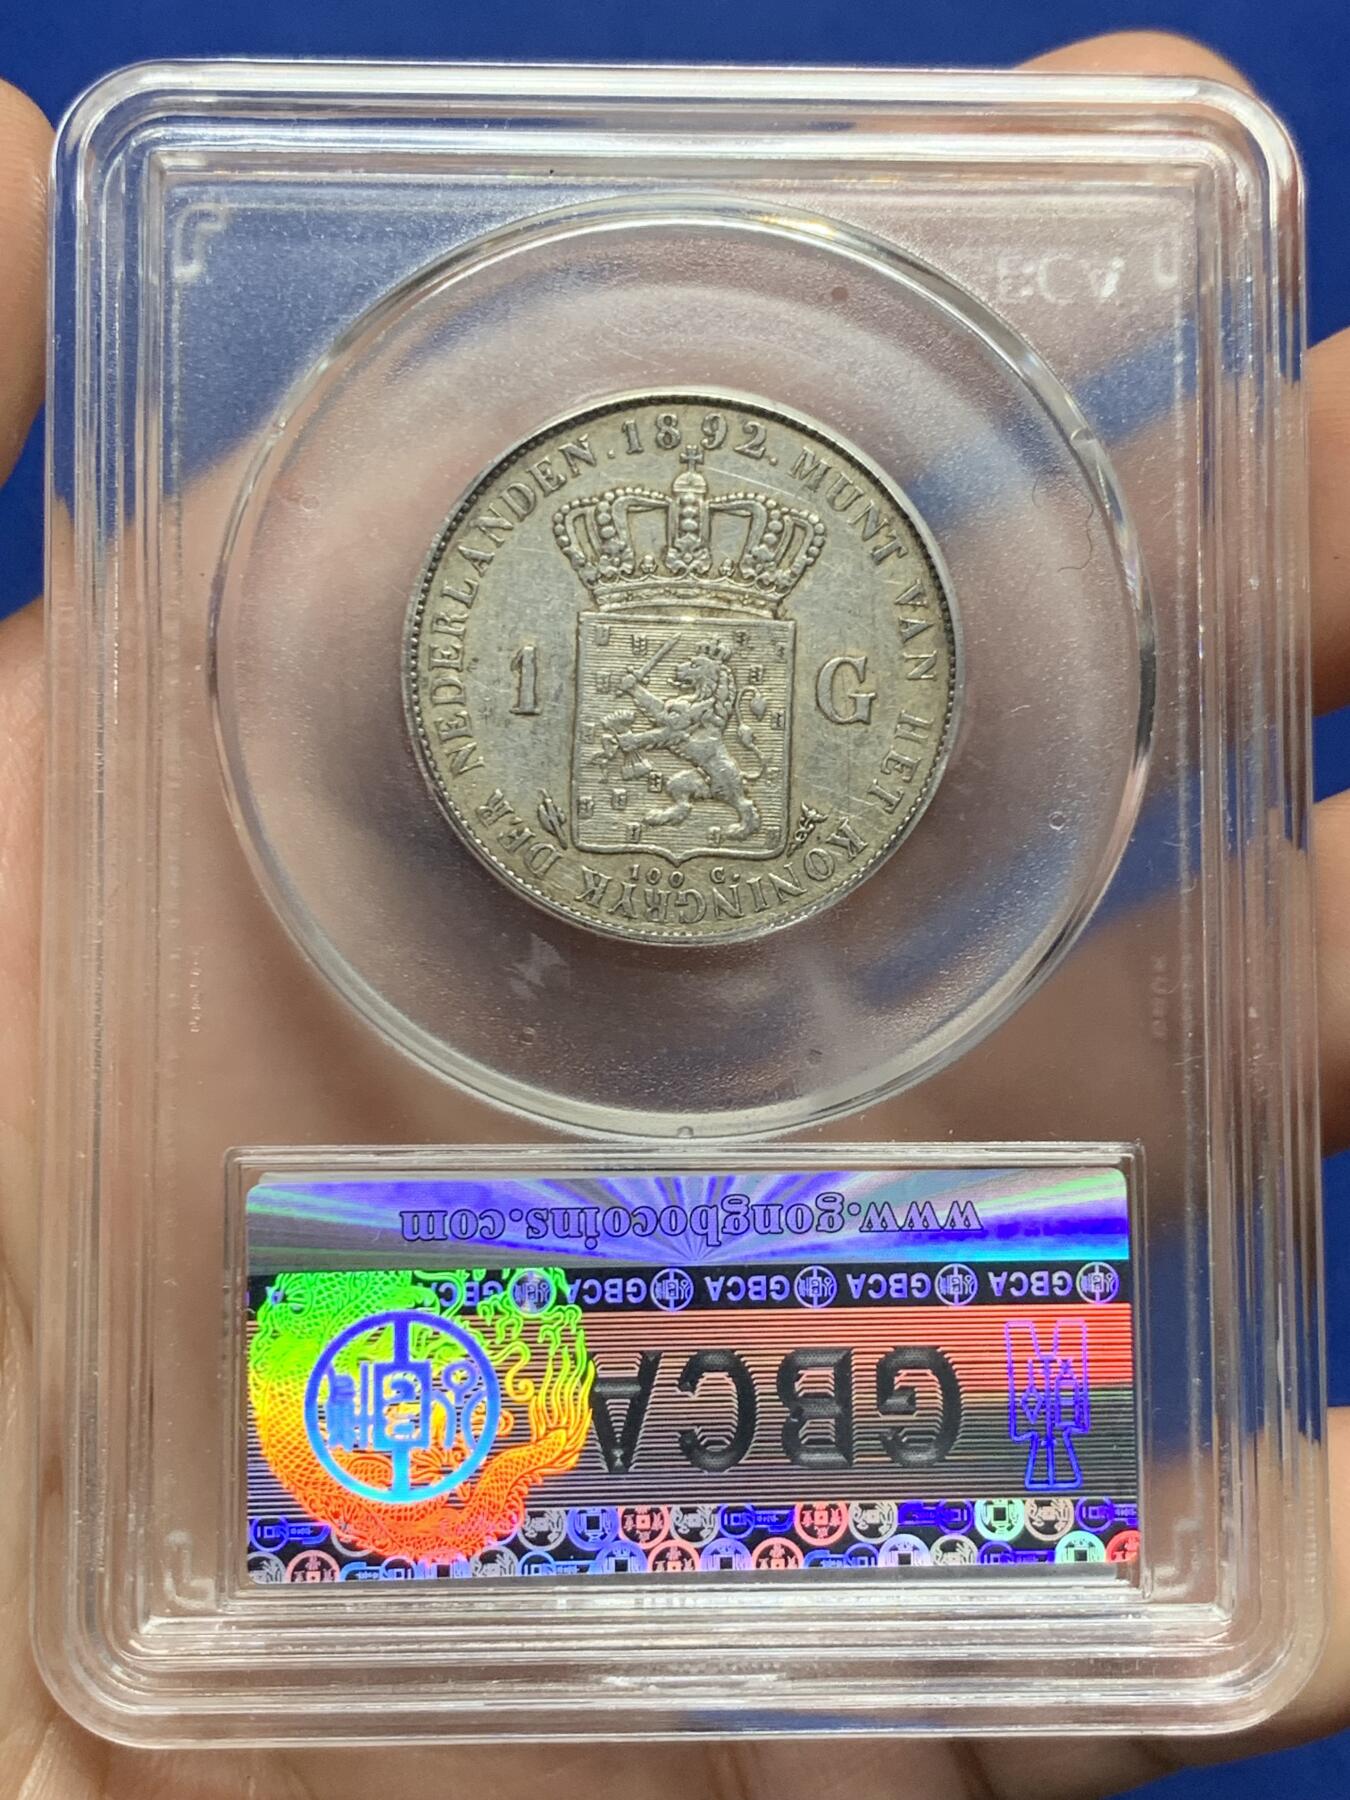 MUNT VAN HET KONINGRYK DER NEDERLANDEN. 1892.
1 G
100 C.
www.gongbocoins.com
GBCA GBCA GBCA GBCA
GBCA